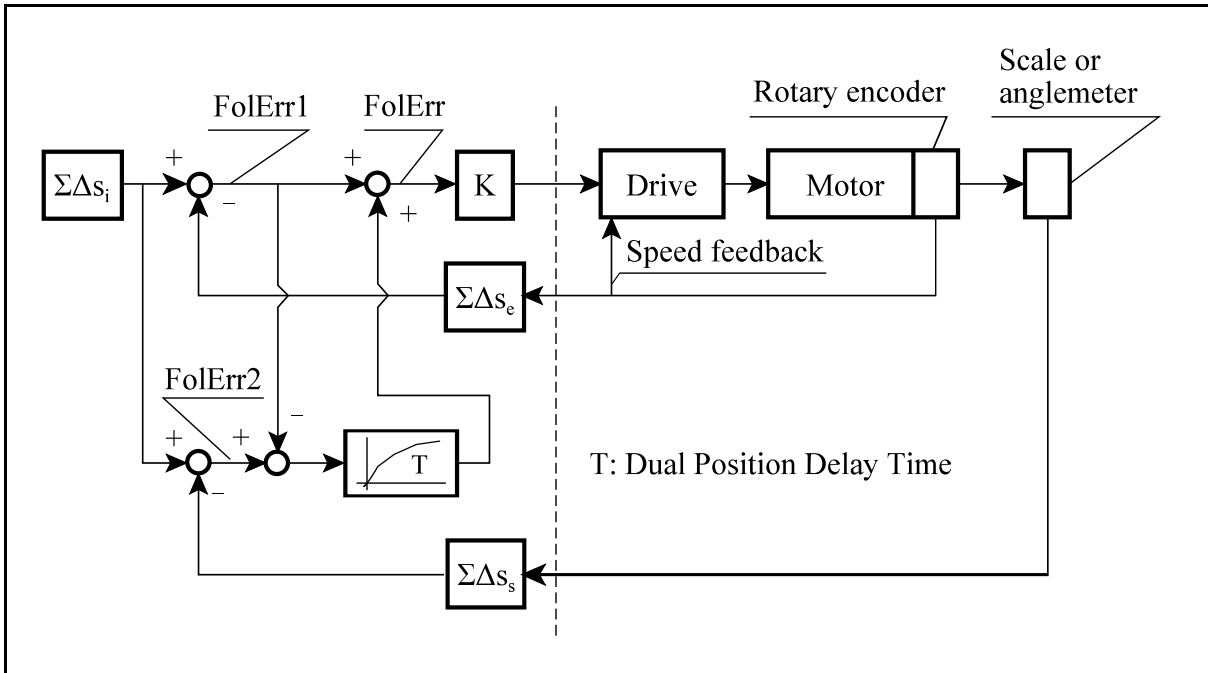 Scale or
anglemeter
FolErr1
FolErr
Rotary encoder
+
+
ΣΔsi
K
Drive
Motor
−
+
Speed feedback
ΣΔse
FolErr2
−
+
+
T
T: Dual Position Delay Time
−
ΣΔss